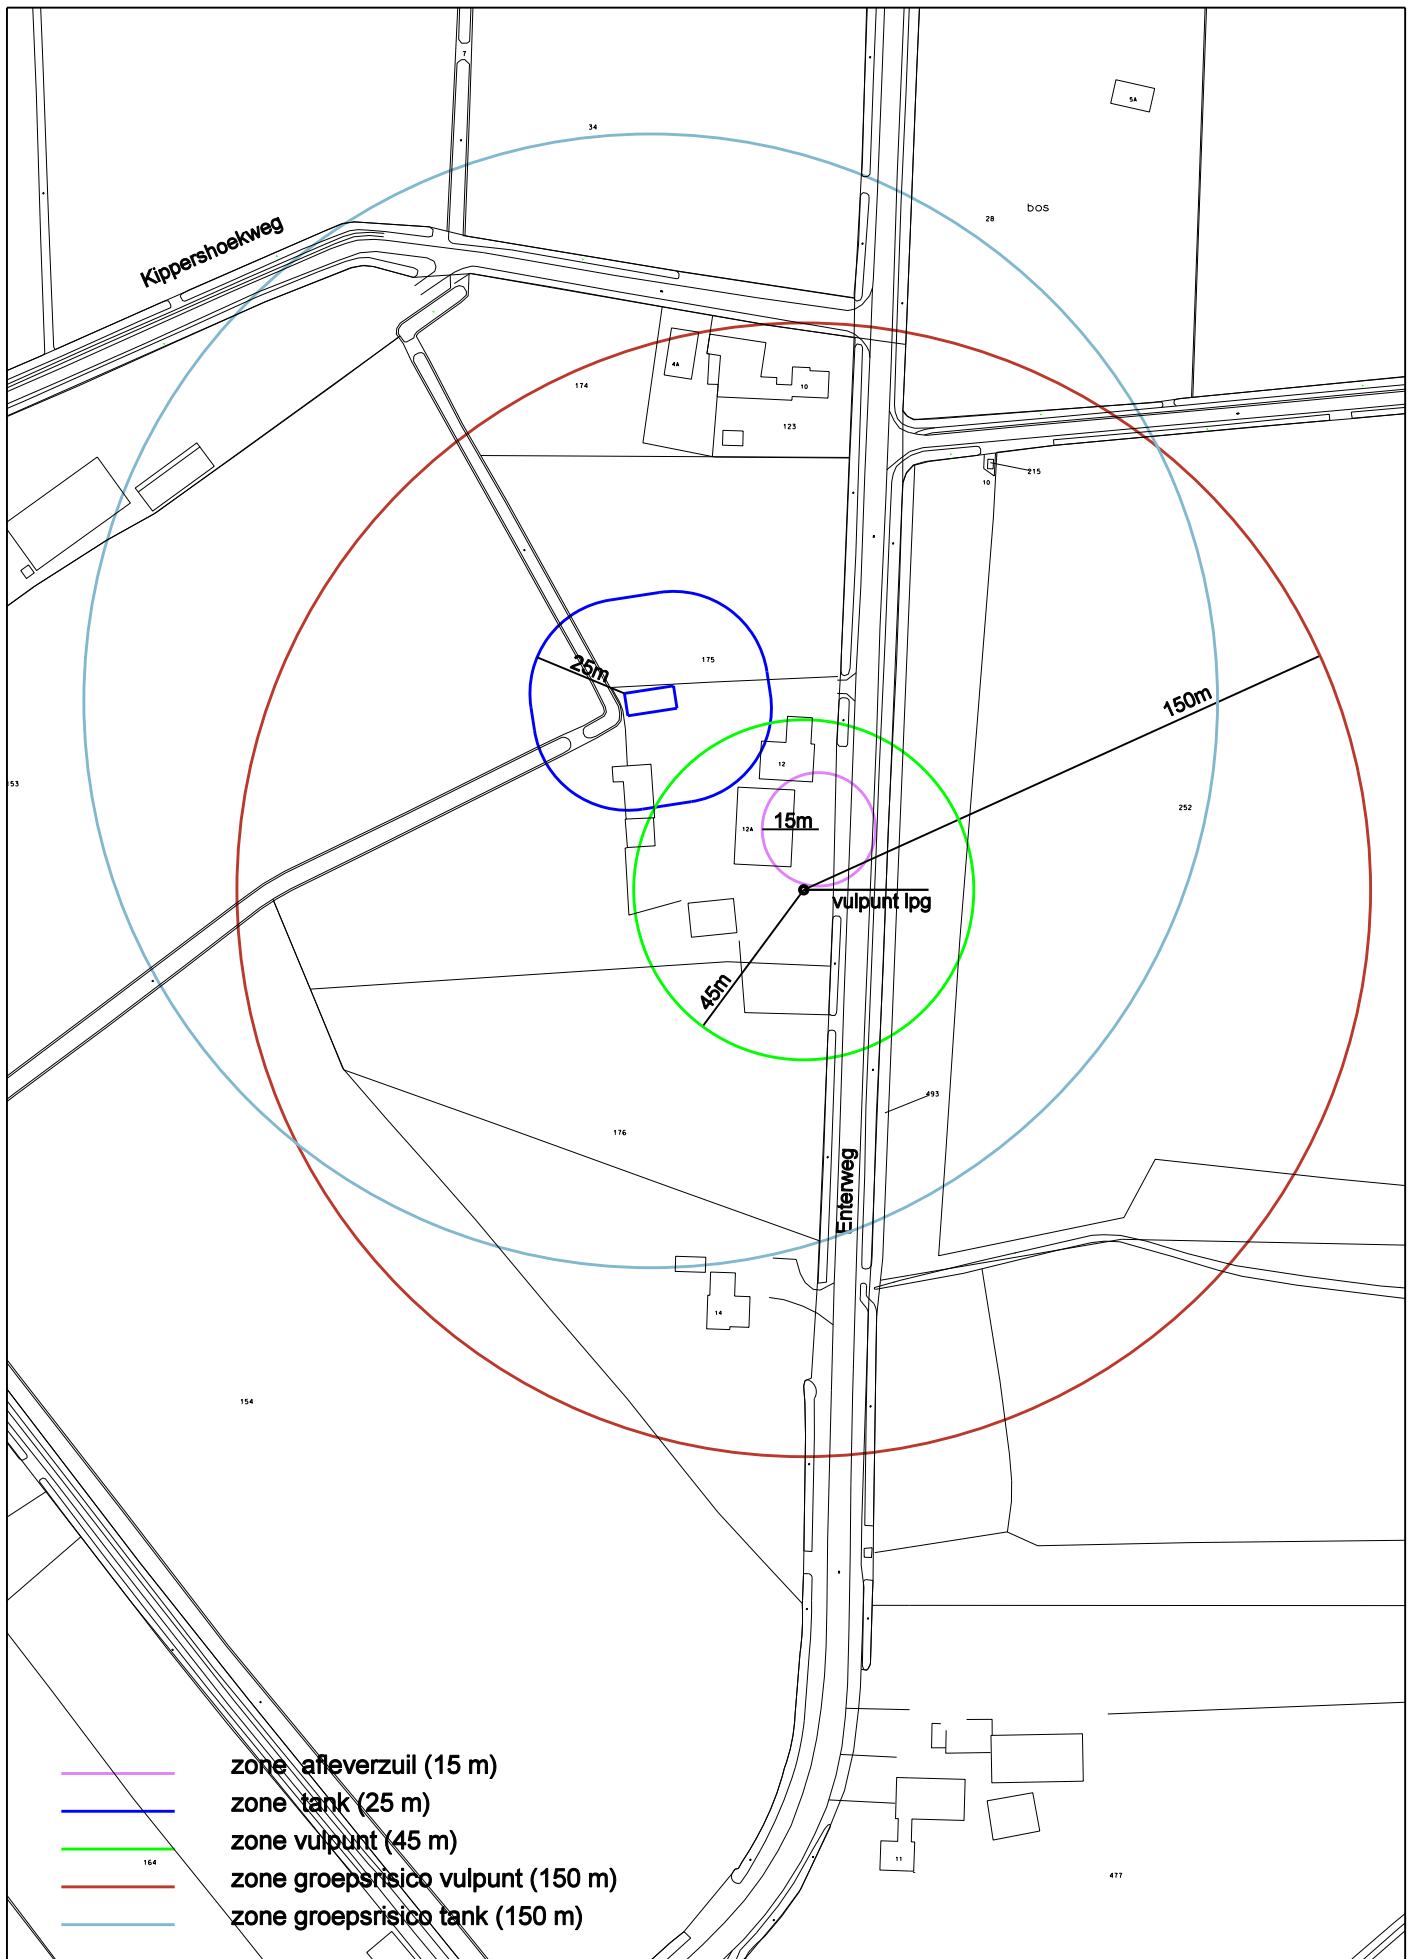 7
5A
34
28
bos
Kippershoekweg
4A
10
174
123
215
10
175
25m
150m
12
153
252
12A
15m
vulpunt lpg
45m
493
176
Enterweg
14
154
zone afleverzuil (15 m)
zone tank (25 m)
zone vulpunt (45 m)
164
11
zone groepsrisico vulpunt (150 m)
477
zone groepsrisico tank (150 m)